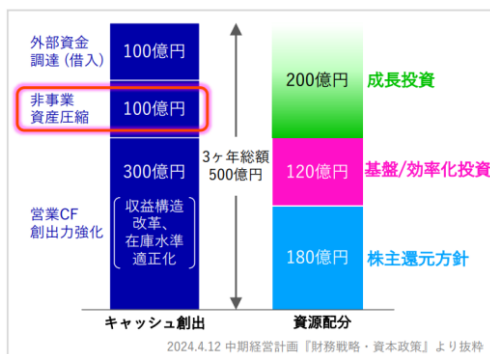 外部資金
調達 (借入)
100億円
非事業
資産圧縮
100億円
営業CF
創出力強化
300億円
収益構造
改革、
在庫水準
適正化
3ヶ年総額
500億円
200億円
成長投資
120億円
基盤/効率化投資
180億円
株主還元方針
キャッシュ創出
資源配分
2024.4.12 中期経営計画『財務戦略・資本政策』より抜粋